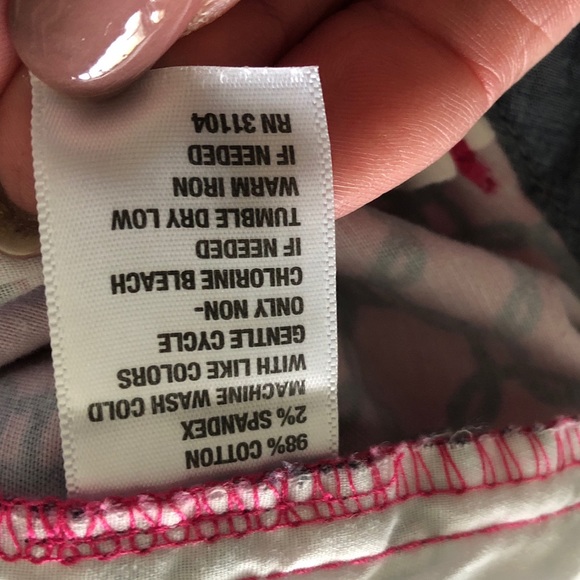 98% COTTON
2% SPANDEX
MACHINE WASH COLD
WITH LIKE COLORS
GENTLE CYCLE
ONLY NON-
CHLORINE BLEACH
IF NEEDED
TUMBLE DRY LOW
WARM IRON
IF NEEDED
RN 31104